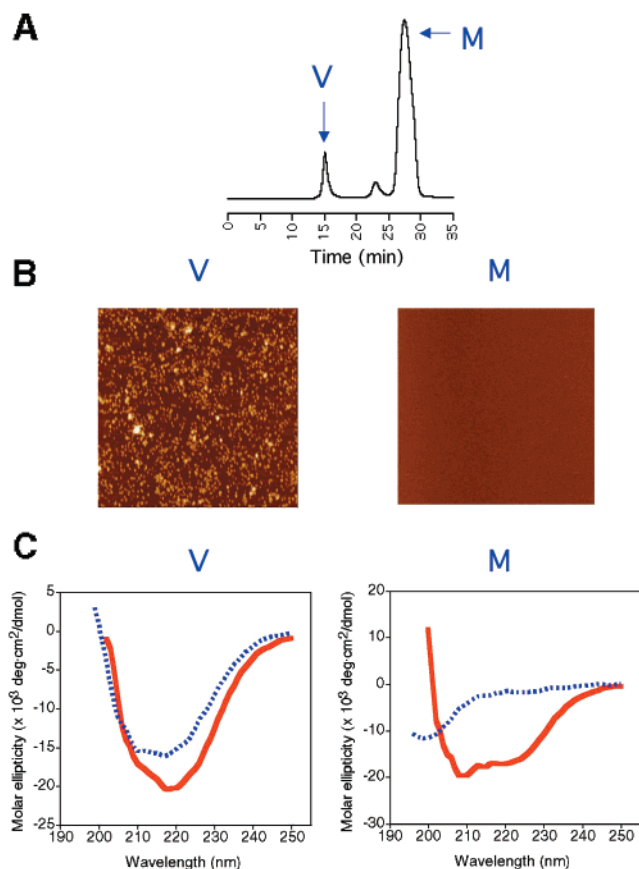 A
V
M
0 5 10 15 20 25 30 35
Time (min)
B
V M
C
V M
Molar ellipticity (x 10³ deg·cm²/dmol)
5
0
-5
-10
-15
-20
-25
190 200 210 220 230 240 250
Wavelength (nm)
Molar ellipticity (x 10³ deg·cm²/dmol)
20
10
0
-10
-20
-30
190 200 210 220 230 240 250
Wavelength (nm)